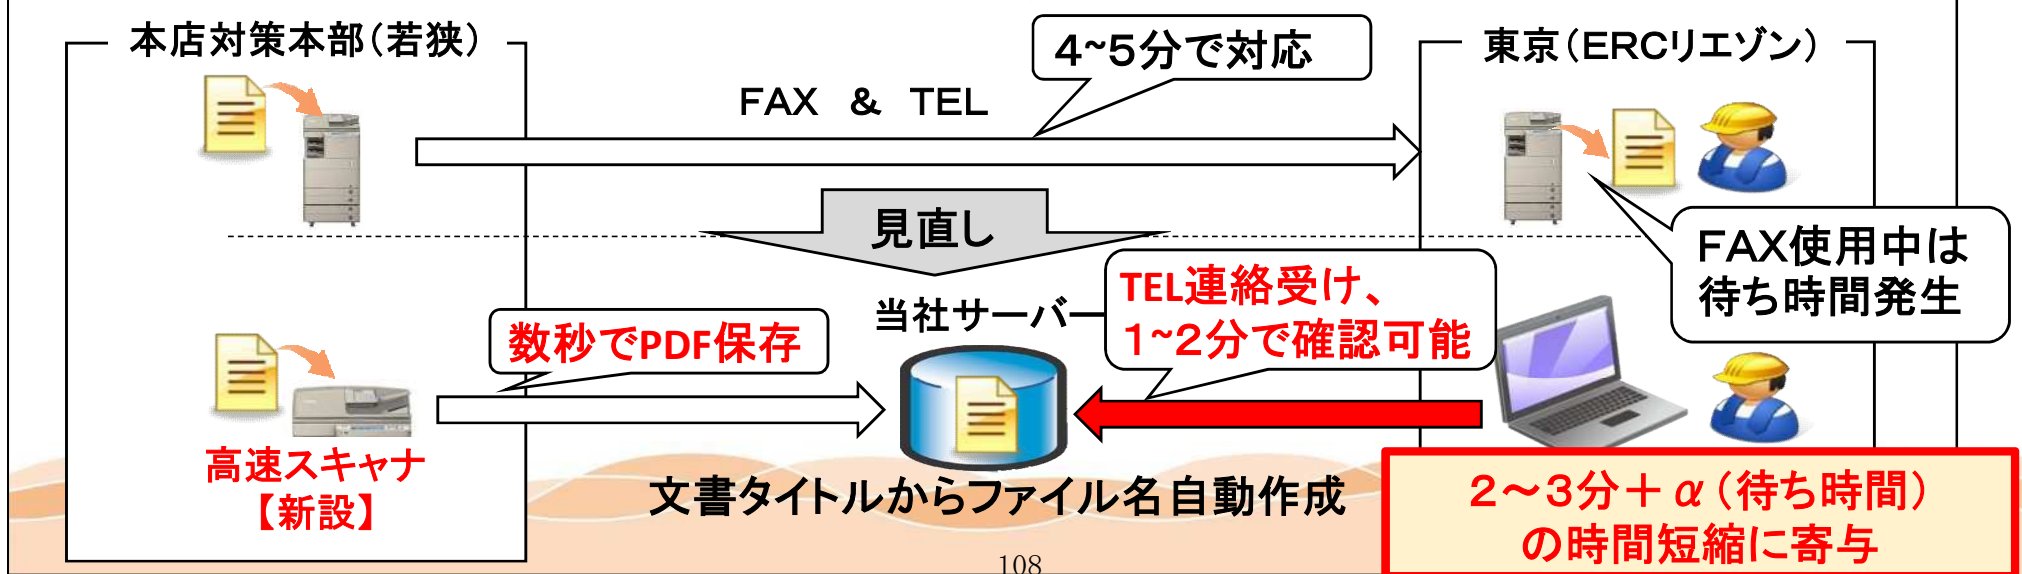 本店対策本部（若狭）
4~5分で対応
東京（ERCリエゾン）
FAX & TEL
見直し
FAX使用中は
待ち時間発生
当社サーバー
TEL連絡受け、
1~2分で確認可能
数秒でPDF保存
高速スキャナ
【新設】
文書タイトルからファイル名自動作成
2～3分＋α（待ち時間）
の時間短縮に寄与
108